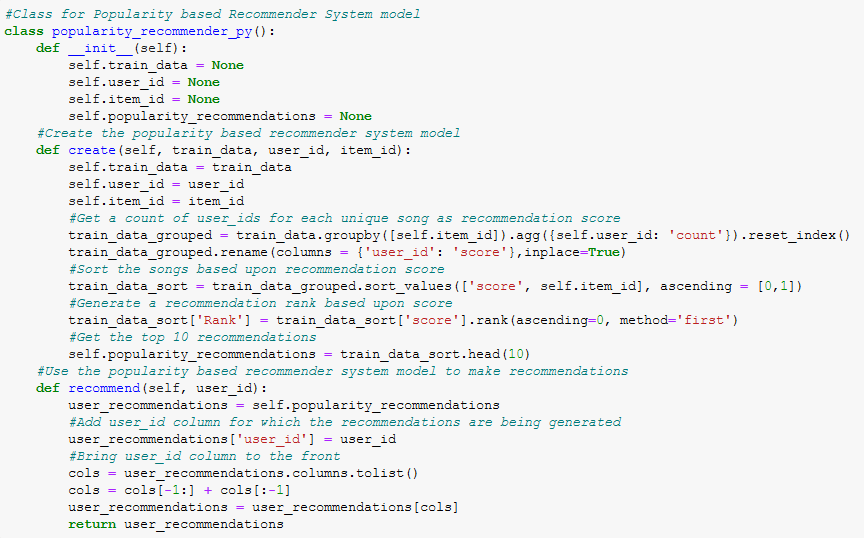 #Class for Popularity based Recommender System model
class popularity_recommender_py():
    def __init__(self):
        self.train_data = None
        self.user_id = None
        self.item_id = None
        self.popularity_recommendations = None
    #Create the popularity based recommender system model
    def create(self, train_data, user_id, item_id):
        self.train_data = train_data
        self.user_id = user_id
        self.item_id = item_id
        #Get a count of user_ids for each unique song as recommendation score
        train_data_grouped = train_data.groupby([self.item_id]).agg({self.user_id: 'count'}).reset_index()
        train_data_grouped.rename(columns = {'user_id': 'score'},inplace=True)
        #Sort the songs based upon recommendation score
        train_data_sort = train_data_grouped.sort_values(['score', self.item_id], ascending = [0,1])
        #Generate a recommendation rank based upon score
        train_data_sort['Rank'] = train_data_sort['score'].rank(ascending=0, method='first')
        #Get the top 10 recommendations
        self.popularity_recommendations = train_data_sort.head(10)
    #Use the popularity based recommender system model to make recommendations
    def recommend(self, user_id):
        user_recommendations = self.popularity_recommendations
        #Add user_id column for which the recommendations are being generated
        user_recommendations['user_id'] = user_id
        #Bring user_id column to the front
        cols = user_recommendations.columns.tolist()
        cols = cols[-1:] + cols[:-1]
        user_recommendations = user_recommendations[cols]
        return user_recommendations